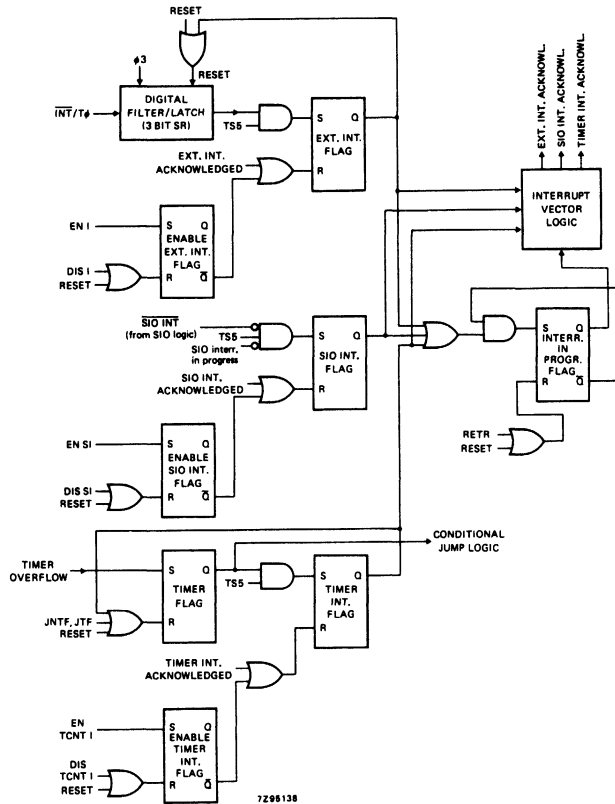 RESET
φ3
RESET
INT/Tφ
DIGITAL
FILTER/LATCH
(3 BIT SR)
TS5
S Q
EXT. INT.
FLAG
R
EXT. INT.
ACKNOWLEDGED
EXT. INT. ACKNOWL.
SIO INT. ACKNOWL.
TIMER INT. ACKNOWL.
INTERRUPT
VECTOR
LOGIC
EN I
S Q
ENABLE
EXT. INT.
FLAG
R Q
DIS I
RESET
SIO INT
(from SIO logic)
TS5
SIO interr.
in progress
S Q
SIO INT.
FLAG
R
SIO INT.
ACKNOWLEDGED
S Q
INTERR.
IN
PROGR.
FLAG
R Q
RETR
RESET
EN SI
S Q
ENABLE
SIO INT.
FLAG
R Q
DIS SI
RESET
TIMER
OVERFLOW
S Q
TIMER
FLAG
R
JNTF, JTF
RESET
TS5
S Q
TIMER
INT.
FLAG
R
CONDITIONAL
JUMP LOGIC
TIMER INT.
ACKNOWLEDGED
EN
TCNT I
S Q
ENABLE
TIMER
INT.
FLAG
R Q
DIS
TCNT I
RESET
7Z95138